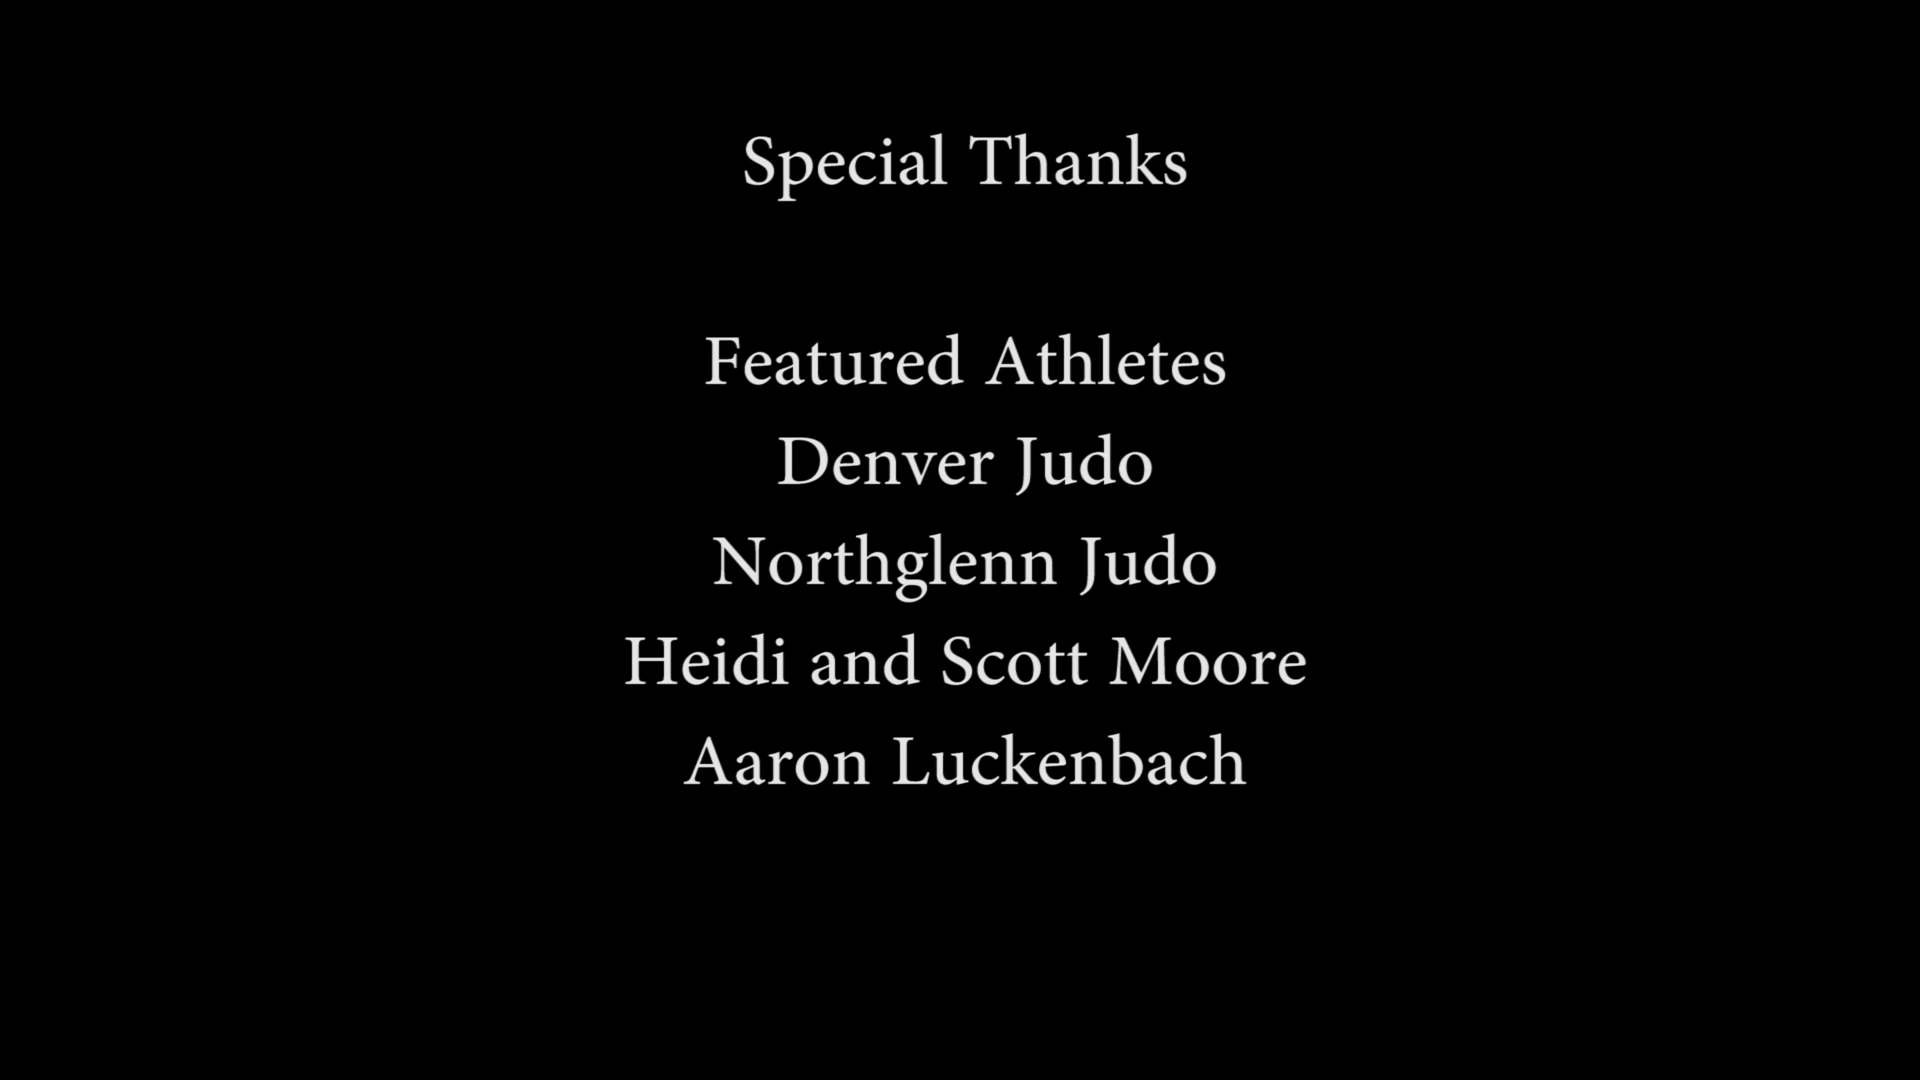 Special Thanks
Featured Athletes
Denver Judo
Northglenn Judo
Heidi and Scott Moore
Aaron Luckenbach